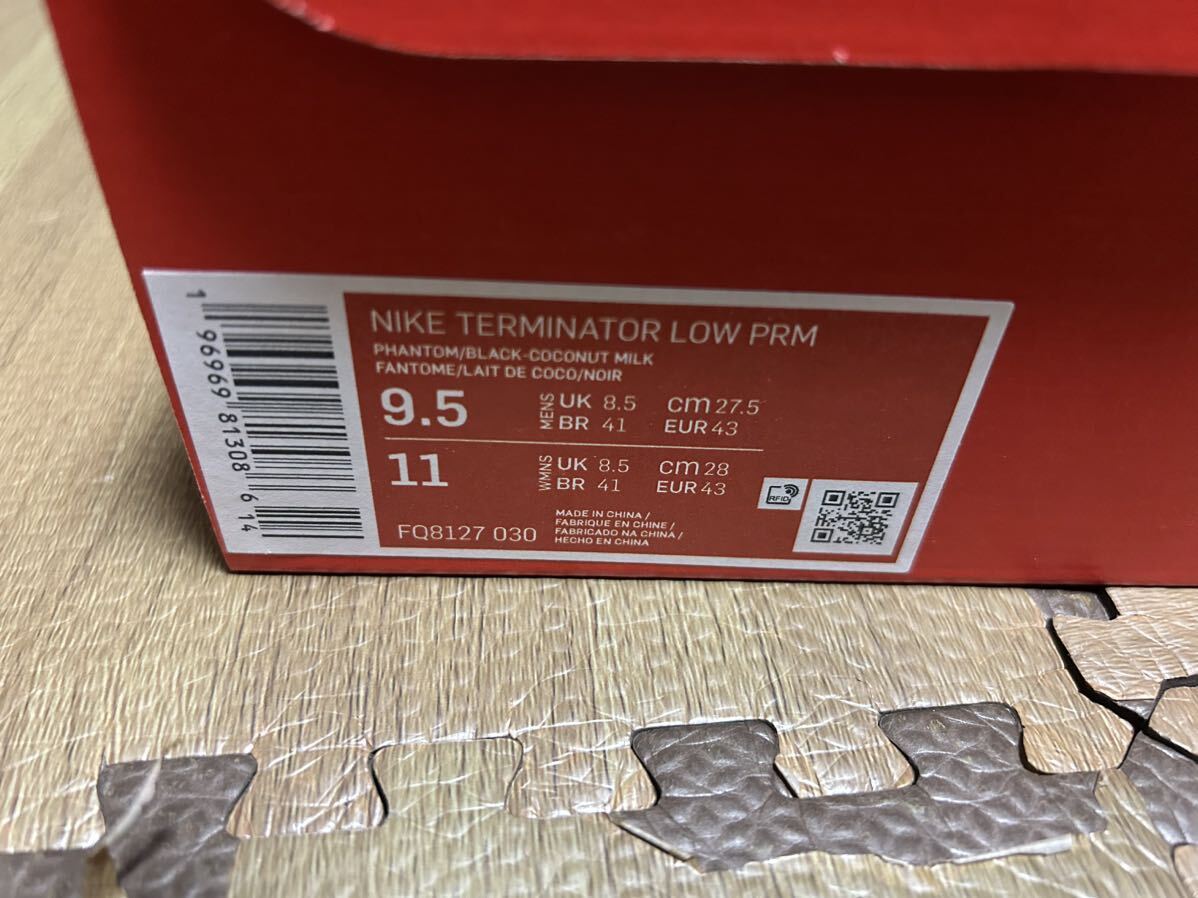 1 96969 81308 6 14
NIKE TERMINATOR LOW PRM
PHANTOM/BLACK-COCONUT MILK
FANTOME/LAIT DE COCO/NOIR
9.5 MENS UK 8.5 cm 27.5
BR 41 EUR 43
11 WMNS UK 8.5 cm 28
BR 41 EUR 43
FQ8127 030
MADE IN CHINA /
FABRIQUE EN CHINE /
FABRICADO NA CHINA /
HECHO EN CHINA
RFID